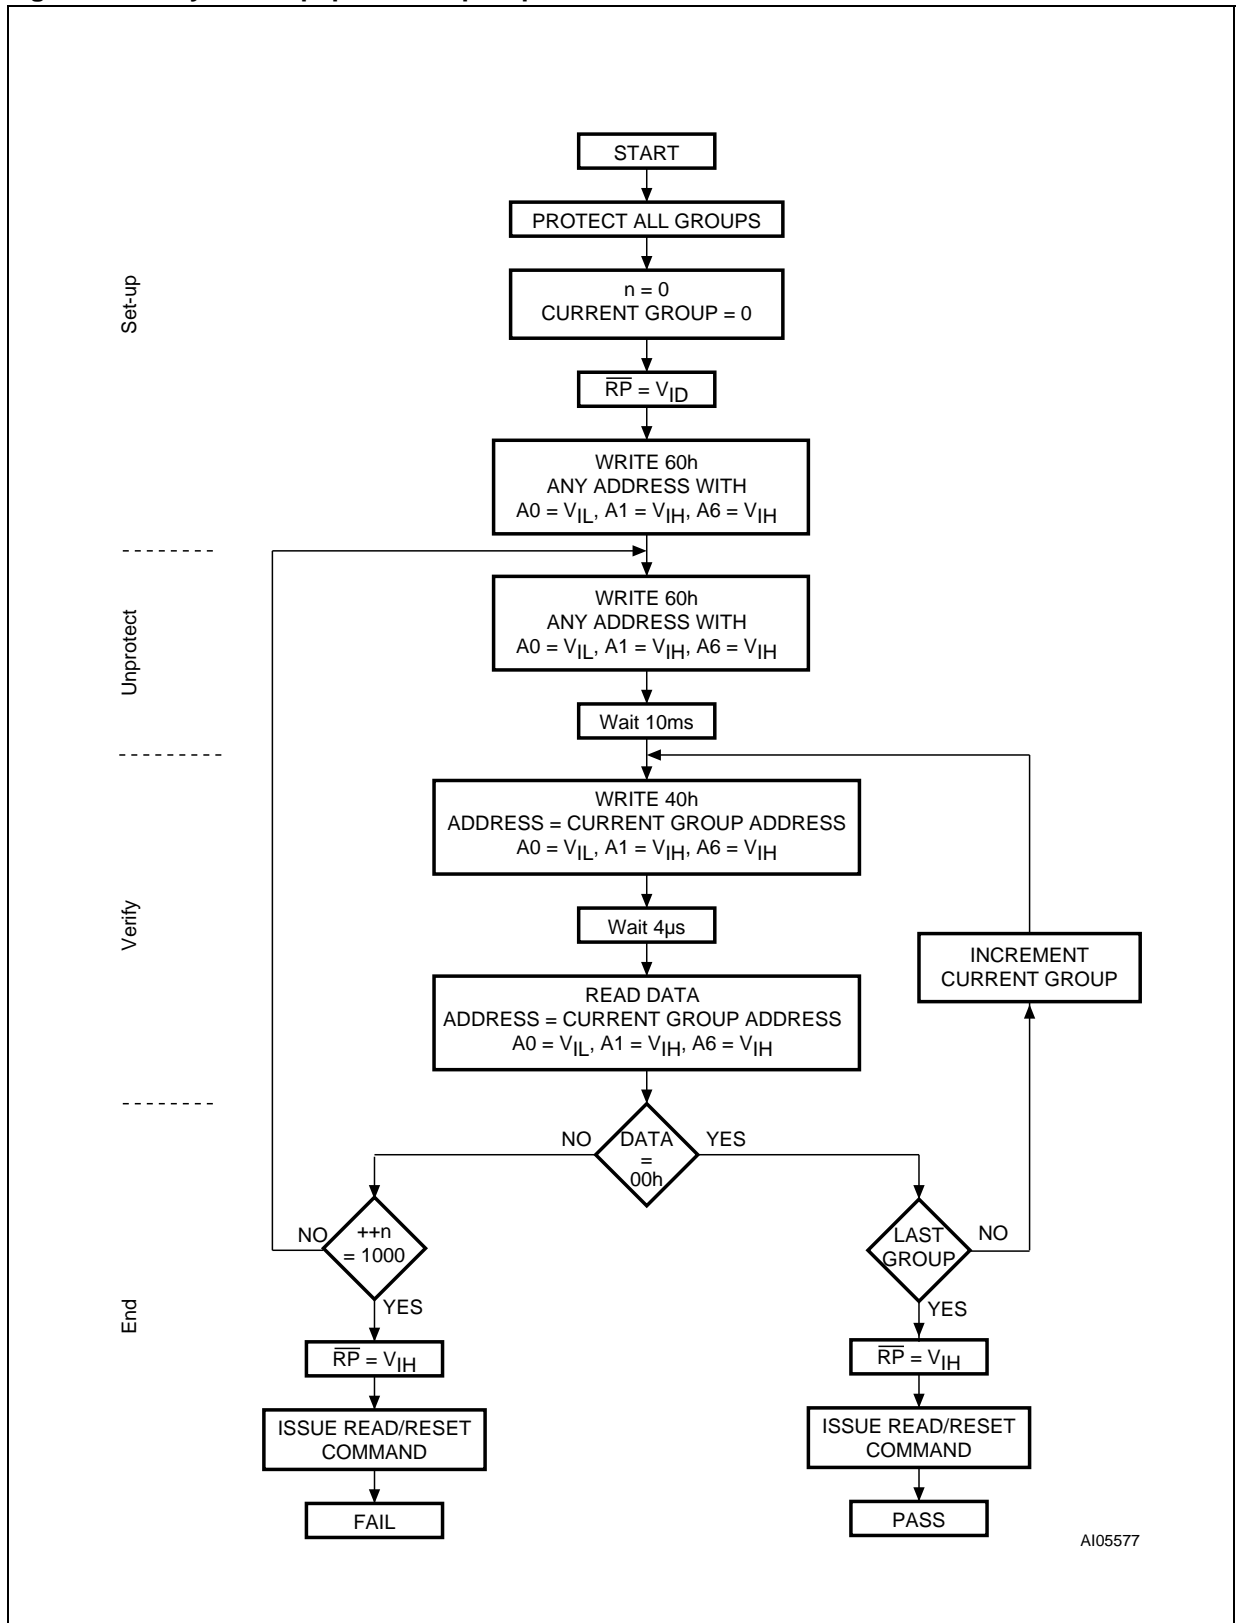 START
PROTECT ALL GROUPS
n = 0
CURRENT GROUP = 0
Set-up
RP = VID
WRITE 60h
ANY ADDRESS WITH
A0 = VIL, A1 = VIH, A6 = VIH
WRITE 60h
ANY ADDRESS WITH
A0 = VIL, A1 = VIH, A6 = VIH
Unprotect
Wait 10ms
WRITE 40h
ADDRESS = CURRENT GROUP ADDRESS
A0 = VIL, A1 = VIH, A6 = VIH
Verify
Wait 4µs
INCREMENT
CURRENT GROUP
READ DATA
ADDRESS = CURRENT GROUP ADDRESS
A0 = VIL, A1 = VIH, A6 = VIH
NO
DATA
=
00h
YES
NO
++n
= 1000
LAST
GROUP
NO
End
YES
YES
RP = VIH
RP = VIH
ISSUE READ/RESET
COMMAND
ISSUE READ/RESET
COMMAND
FAIL
PASS
AI05577